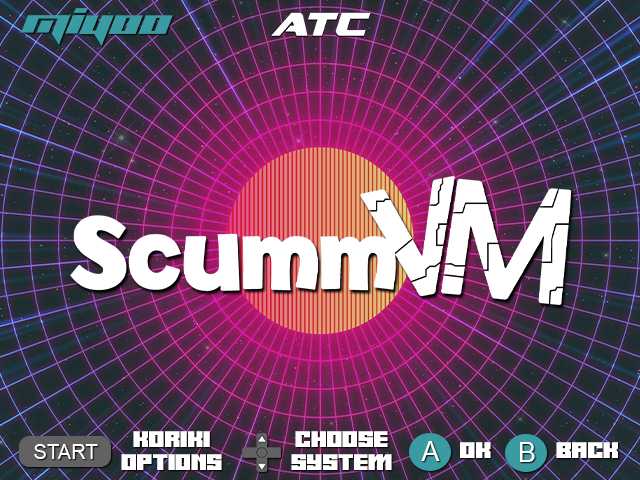 miyoo
ATC
ScummVM
START
KORIKI
OPTIONS
CHOOSE
SYSTEM
A
OK
B
BACK